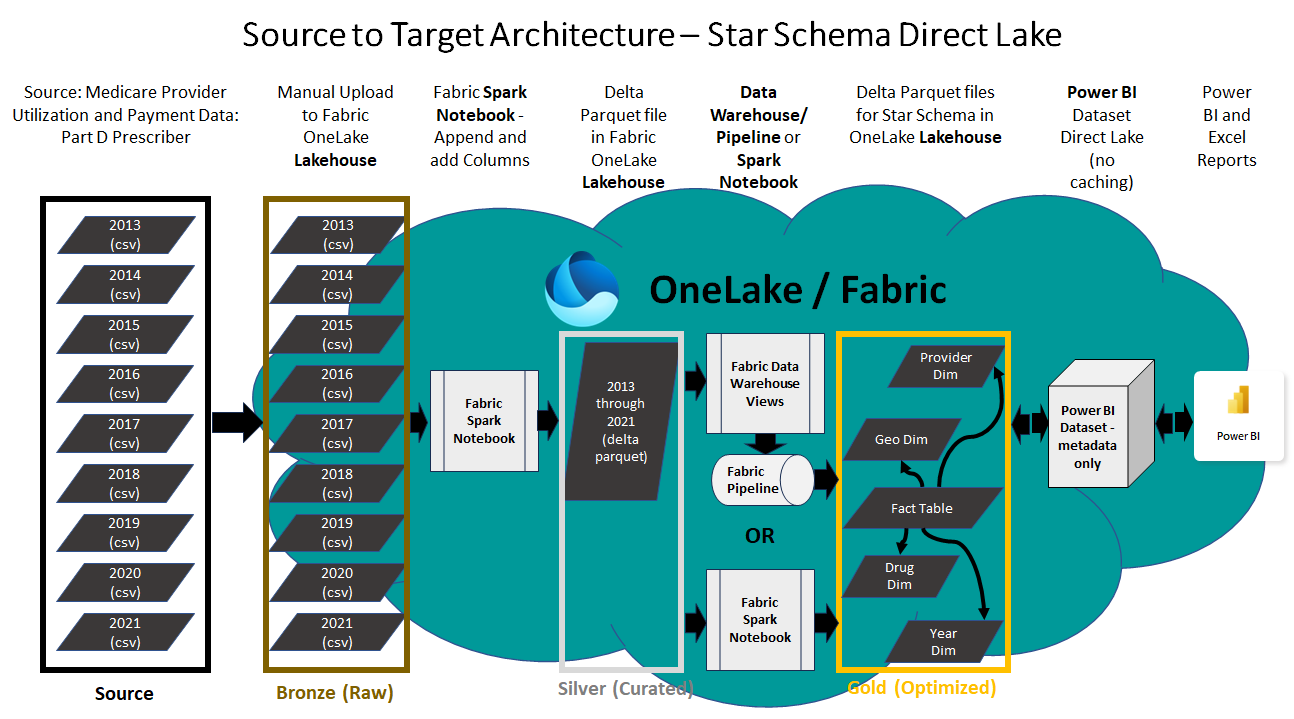 Source to Target Architecture – Star Schema Direct Lake
Source: Medicare Provider
Utilization and Payment Data:
Part D Prescriber
Manual Upload
to Fabric
OneLake
Lakehouse
Fabric Spark
Notebook -
Append and
add Columns
Delta
Parquet file
in Fabric
OneLake
Lakehouse
Data
Warehouse/
Pipeline or
Spark
Notebook
Delta Parquet files
for Star Schema in
OneLake Lakehouse
Power BI
Dataset
Direct Lake
(no
caching)
Power
BI and
Excel
Reports
2013
(csv)
2014
(csv)
2015
(csv)
2016
(csv)
2017
(csv)
2018
(csv)
2019
(csv)
2020
(csv)
2021
(csv)
Source
2013
(csv)
2014
(csv)
2015
(csv)
2016
(csv)
2017
(csv)
2018
(csv)
2019
(csv)
2020
(csv)
2021
(csv)
Bronze (Raw)
OneLake / Fabric
Fabric
Spark
Notebook
2013
through
2021
(delta
parquet)
Silver (Curated)
Fabric Data
Warehouse
Views
Fabric
Pipeline
OR
Fabric
Spark
Notebook
Provider
Dim
Geo Dim
Fact Table
Drug
Dim
Year
Dim
Gold (Optimized)
Power BI
Dataset -
metadata
only
Power BI